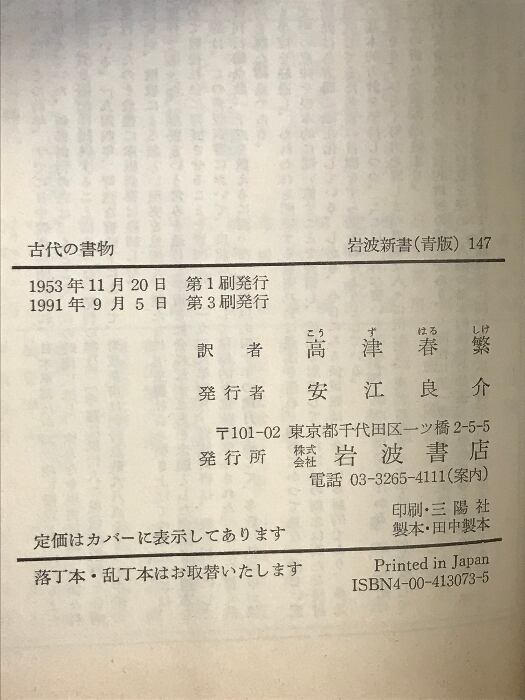 古代の書物 岩波新書(青版) 147
1953年11月20日 第1刷発行
1991年9月5日 第3刷発行
こう ず はる しげ
訳者 高津春繁
発行者 安江良介
〒101-02 東京都千代田区一ツ橋2-5-5
発行所 株式会社 岩波書店
電話 03-3265-4111(案内)
印刷・三陽社
定価はカバーに表示してあります 製本・田中製本
落丁本・乱丁本はお取替いたします Printed in Japan
ISBN4-00-413073-5